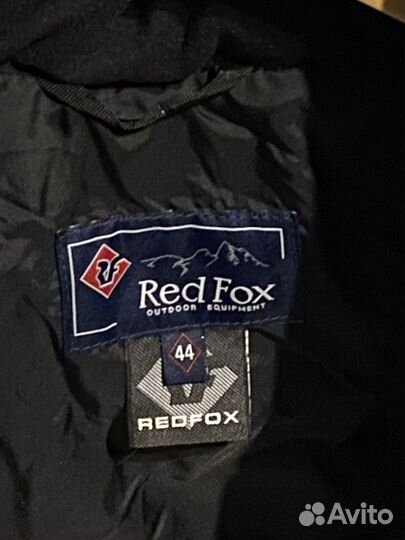 Red Fox
OUTDOOR EQUIPMENT
44
REDFOX
Avito